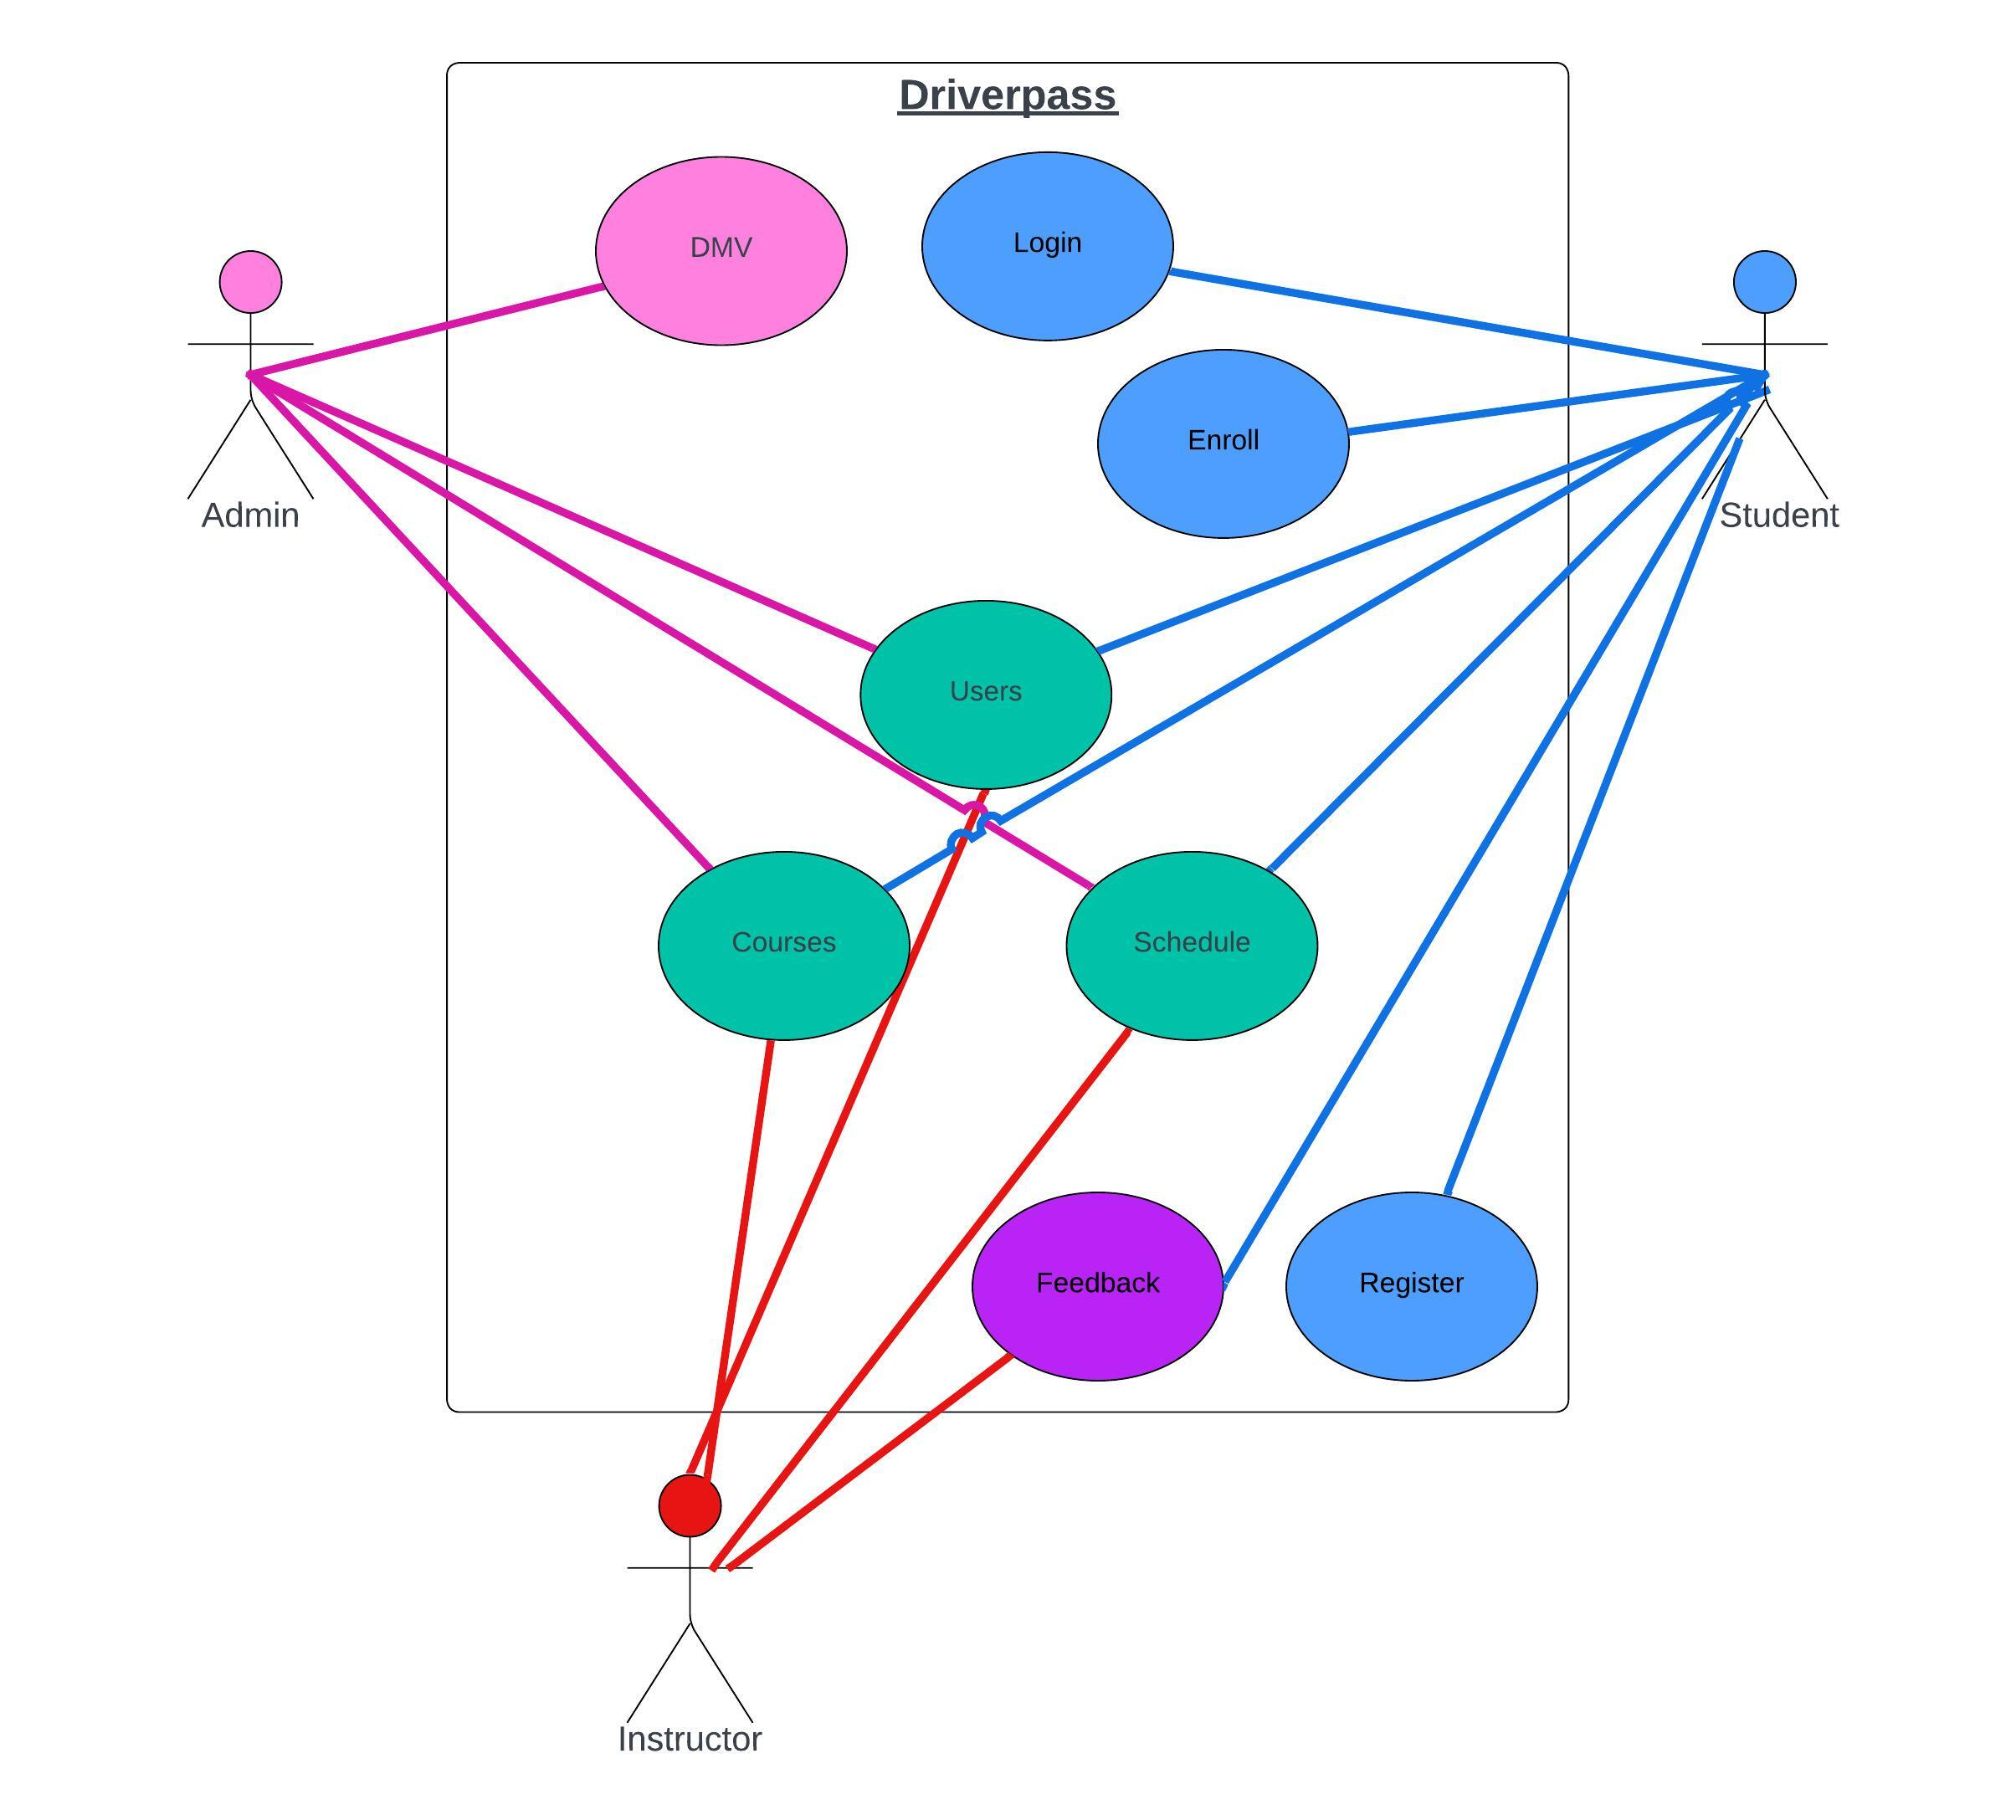 Driverpass
DMV
Login
Enroll
Admin
Student
Users
Courses
Schedule
Feedback
Register
Instructor